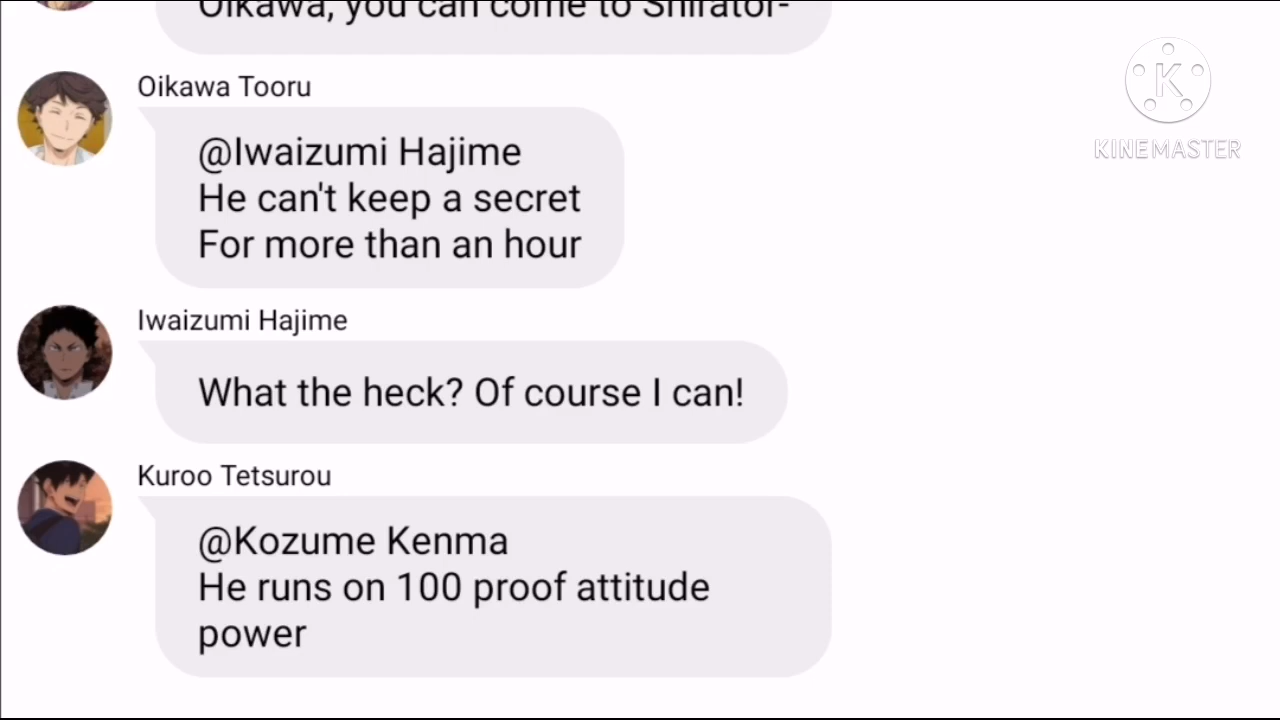 Oikawa, you can come to Shirator-
Oikawa Tooru
@Iwaizumi Hajime
He can't keep a secret
For more than an hour
Iwaizumi Hajime
What the heck? Of course I can!
Kuroo Tetsurou
@Kozume Kenma
He runs on 100 proof attitude
power
K
KINEMASTER